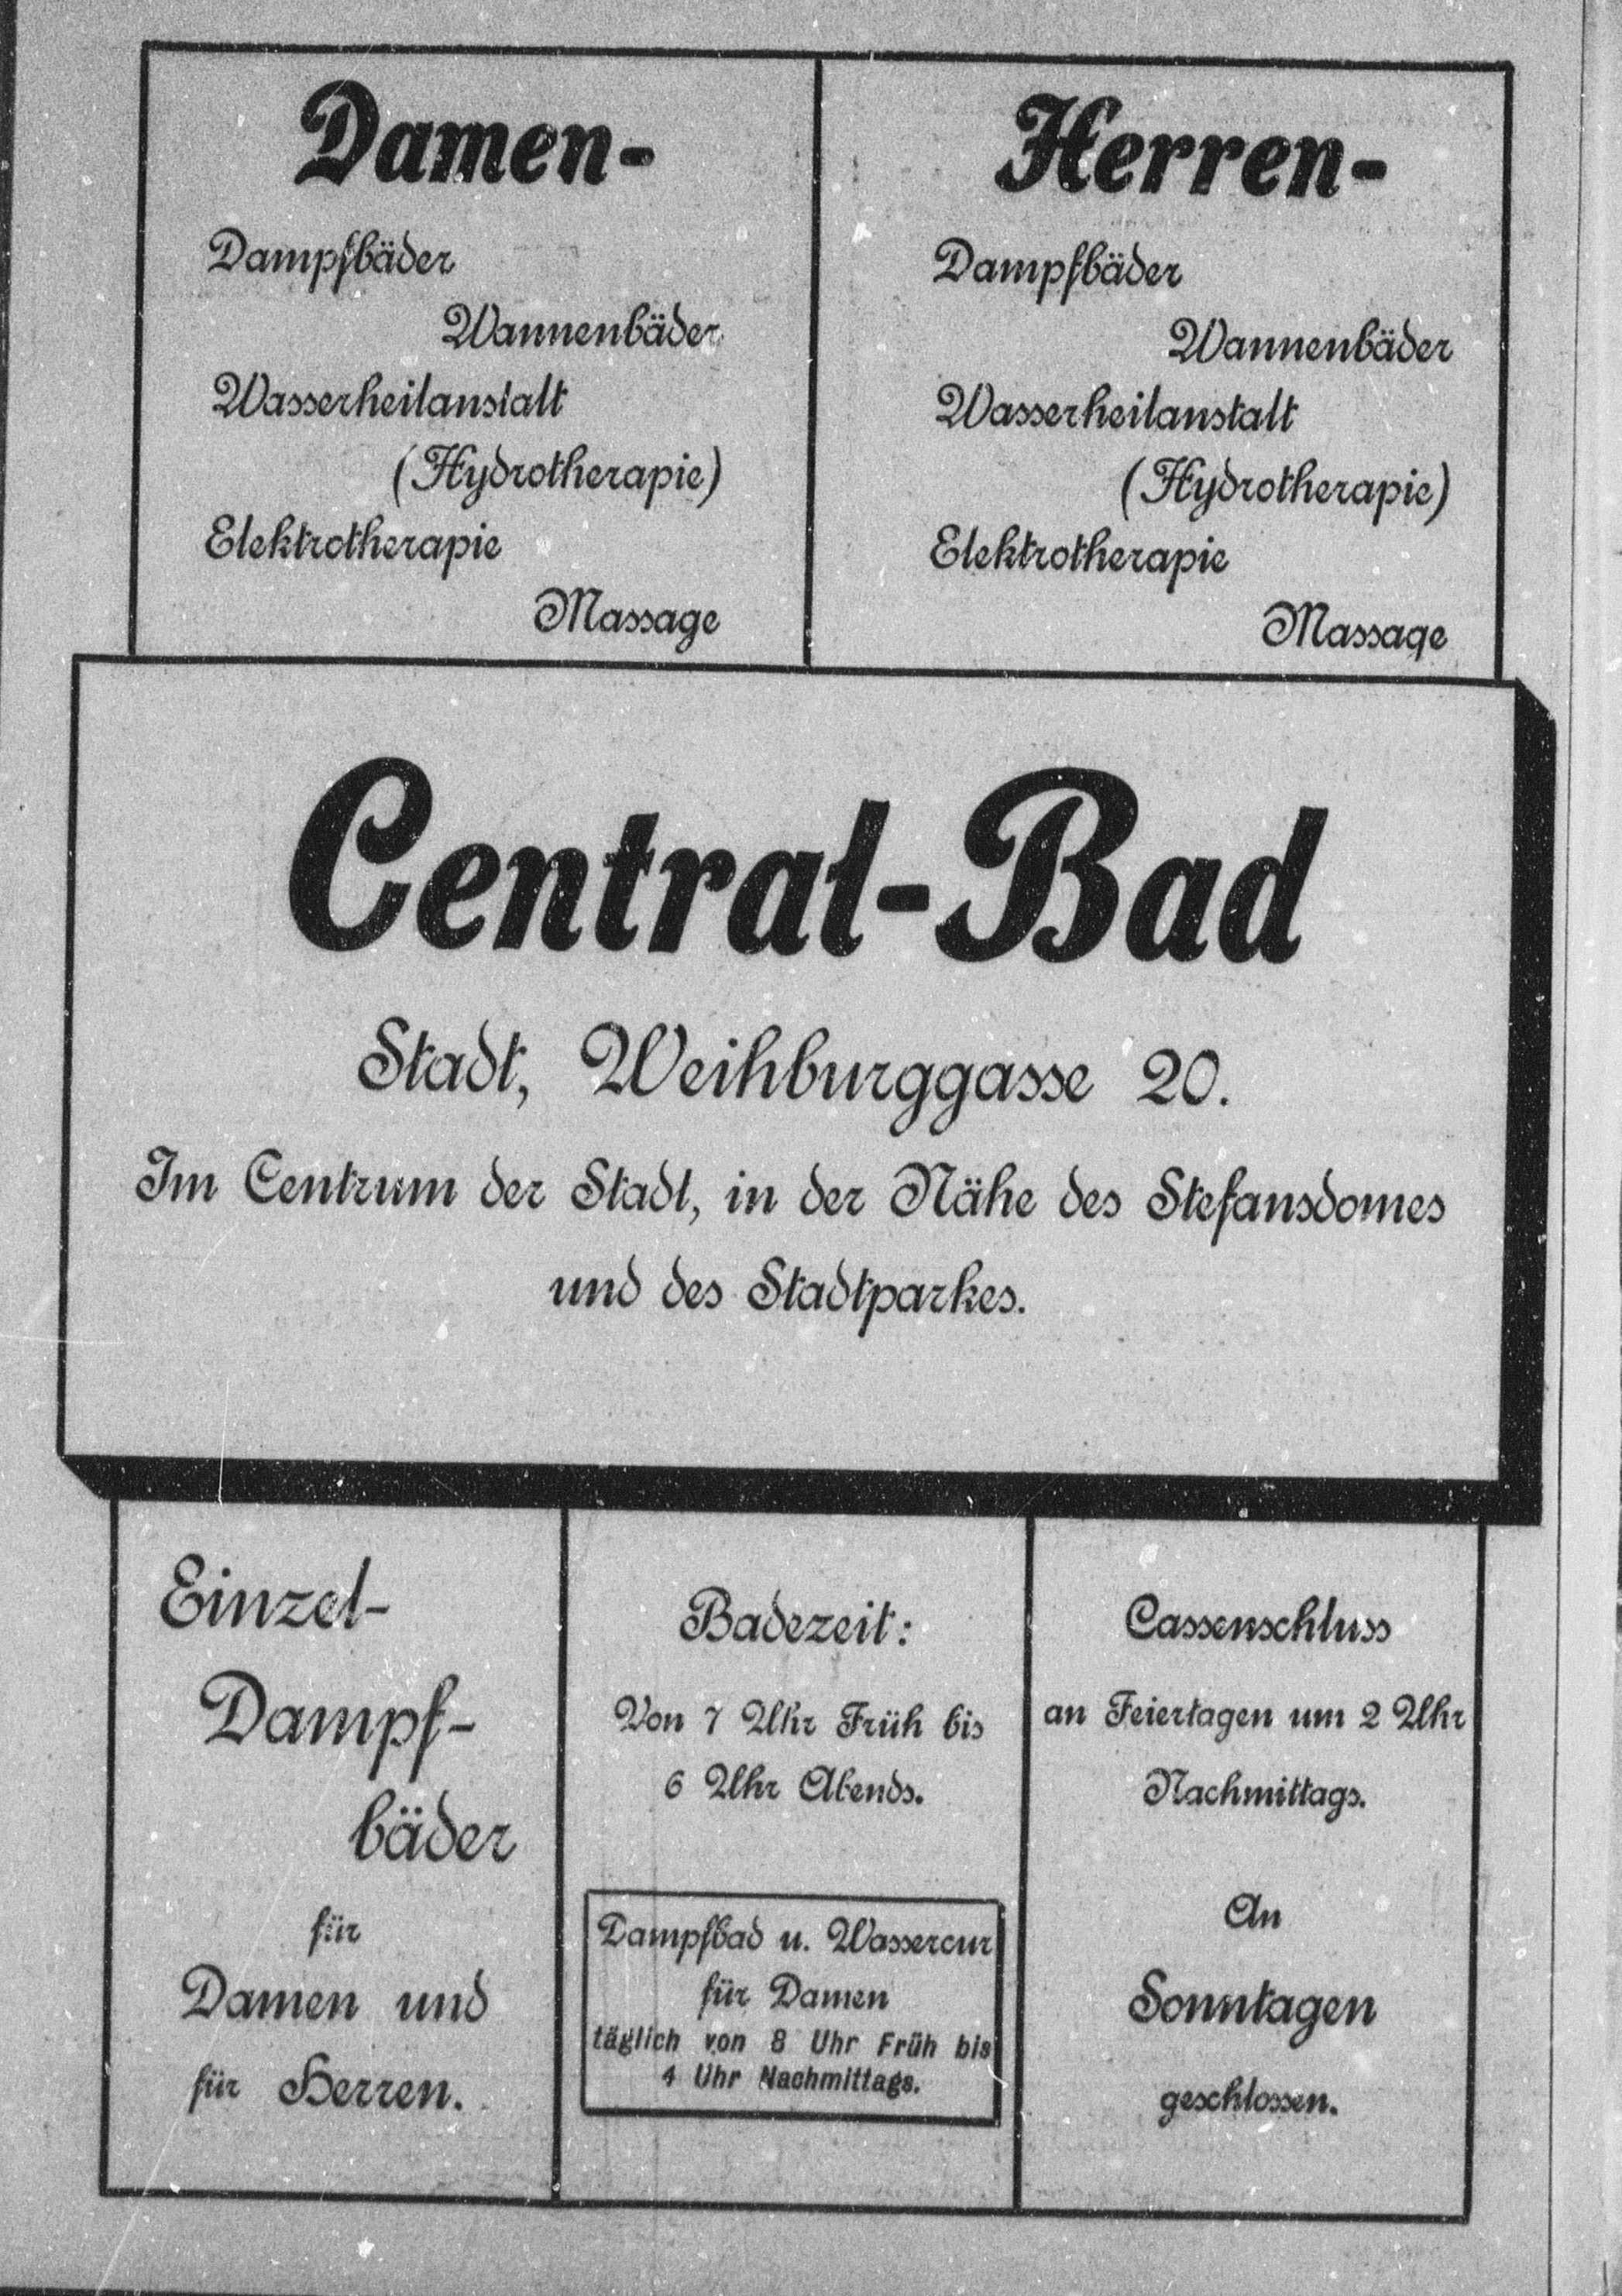 Damen-
Dampfbäder
Wannenbäder
Wasserheilanstalt
(Hydrotherapie)
Elektrotherapie
Massage
Herren-
Dampfbäder
Wannenbäder
Wasserheilanstalt
(Hydrotherapie)
Elektrotherapie
Massage
Central-Bad
Stadt, Weihburggasse 20.
Im Centrum der Stadt, in der Nähe des Stefansdomes
und des Stadtparkes.
Einzel-
Dampf-
bäder
für
Damen und
für Herren.
Badezeit:
Von 7 Uhr Früh bis
6 Uhr Abends.
Dampfbad u. Wassercur
für Damen
täglich von 8 Uhr Früh bis
4 Uhr Nachmittags.
Cassenschluss
an Feiertagen um 2 Uhr
Nachmittags.
An
Sonntagen
geschlossen.